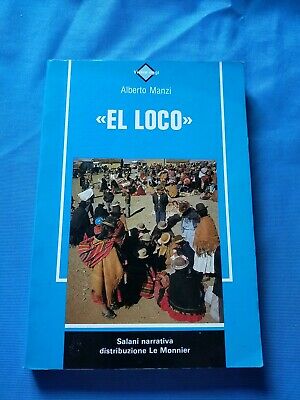 Alberto Manzi
«EL LOCO»
Salani narrativa
distribuzione Le Monnier